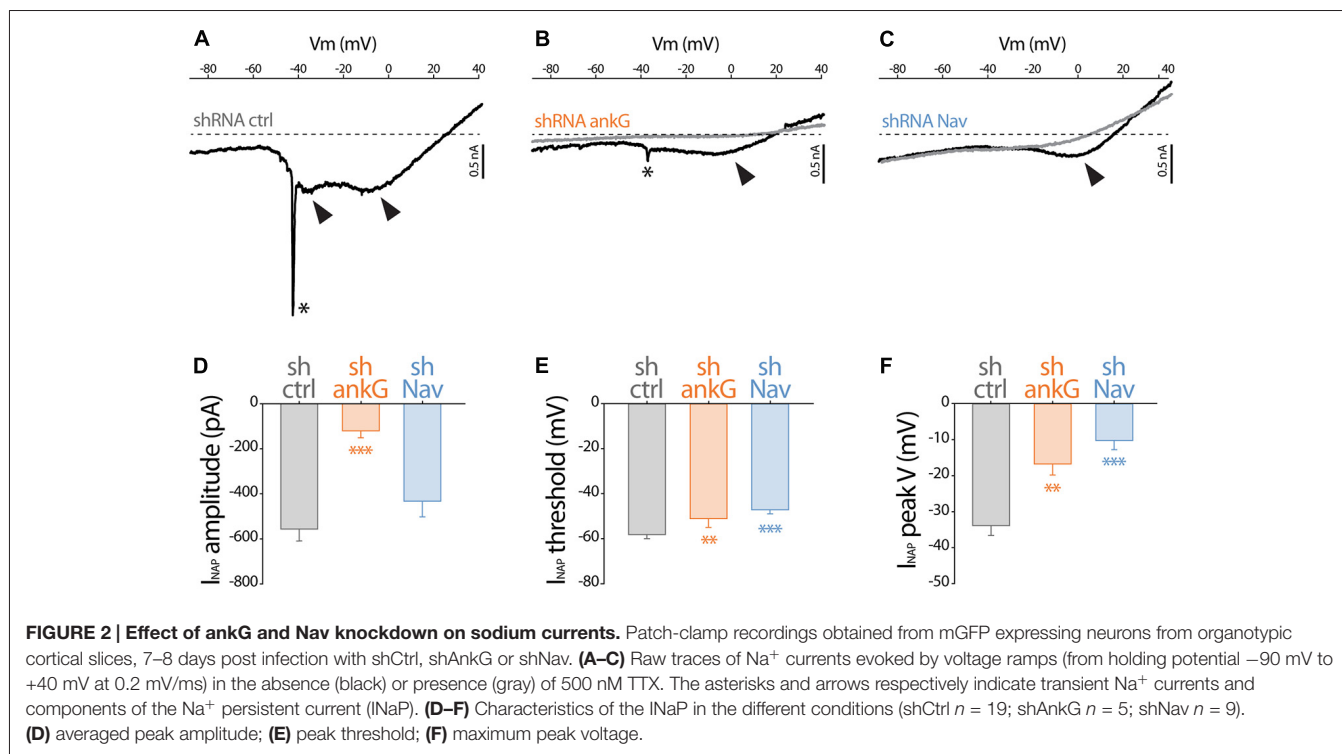 A
Vm (mV)
-80 -60 -40 -20 0 20 40
shRNA ctrl
0.5 nA
*
B
Vm (mV)
-80 -60 -40 -20 0 20 40
shRNA ankG
0.5 nA
*
C
Vm (mV)
-80 -60 -40 -20 0 20 40
shRNA Nav
0.5 nA
D
sh ctrl
sh ankG
sh Nav
0
-200
-400
-600
-800
INAP amplitude (pA)
***
E
sh ctrl
sh ankG
sh Nav
0
-20
-40
-60
-80
INAP threshold (mV)
**
***
F
sh ctrl
sh ankG
sh Nav
0
-10
-20
-30
-40
-50
INAP peak V (mV)
**
***
FIGURE 2 | Effect of ankG and Nav knockdown on sodium currents. Patch-clamp recordings obtained from mGFP expressing neurons from organotypic
cortical slices, 7–8 days post infection with shCtrl, shAnkG or shNav. (A–C) Raw traces of Na+ currents evoked by voltage ramps (from holding potential −90 mV to
+40 mV at 0.2 mV/ms) in the absence (black) or presence (gray) of 500 nM TTX. The asterisks and arrows respectively indicate transient Na+ currents and
components of the Na+ persistent current (INaP). (D–F) Characteristics of the INaP in the different conditions (shCtrl n = 19; shAnkG n = 5; shNav n = 9).
(D) averaged peak amplitude; (E) peak threshold; (F) maximum peak voltage.